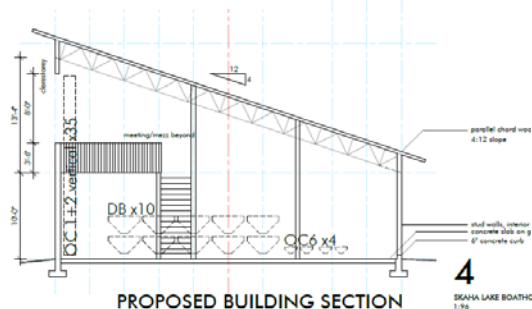 12
4
clerestory
13'-4"
8'-0"
3'-6"
10'-0"
OC 1+2 vertical x35
meeting/mess beyond
DB x10
OC6 x4
parallel chord woo
4:12 slope
stud walls, interior
concrete slab on g
6" concrete curb
PROPOSED BUILDING SECTION
4
SKAHA LAKE BOATHO
1:96